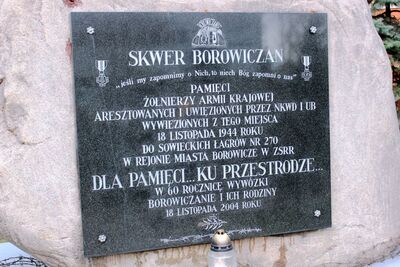 SKWER BOROWICZAN
"jeśli my zapomnimy o Nich, to niech Bóg zapomni o nas"
PAMIĘCI
ŻOŁNIERZY ARMII KRAJOWEJ
ARESZTOWANYCH I UWIĘZIONYCH PRZEZ NKWD I UB
WYWIEZIONYCH Z TEGO MIEJSCA
18 LISTOPADA 1944 ROKU
DO SOWIECKICH ŁAGRÓW NR 270
W REJONIE MIASTA BOROWICZE W ZSRR
DLA PAMIĘCI...KU PRZESTRODZE...
W 60 ROCZNICĘ WYWÓZKI
BOROWICZANIE I ICH RODZINY
18 LISTOPADA 2004 ROKU